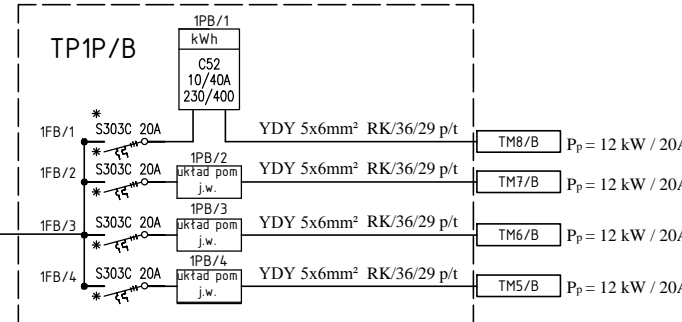 TP1P/B
1PB/1
kWh
C52
10/40A
230/400
*
1FB/1 S303C 20A YDY 5x6mm² RK/36/29 p/t TM8/B Pp = 12 kW / 20A
*
1FB/2 S303C 20A 1PB/2 YDY 5x6mm² RK/36/29 p/t TM7/B Pp = 12 kW / 20A
układ pom
j.w.
*
1FB/3 S303C 20A 1PB/3 YDY 5x6mm² RK/36/29 p/t TM6/B Pp = 12 kW / 20A
układ pom
j.w.
*
1FB/4 S303C 20A 1PB/4 YDY 5x6mm² RK/36/29 p/t TM5/B Pp = 12 kW / 20A
układ pom
j.w.
*